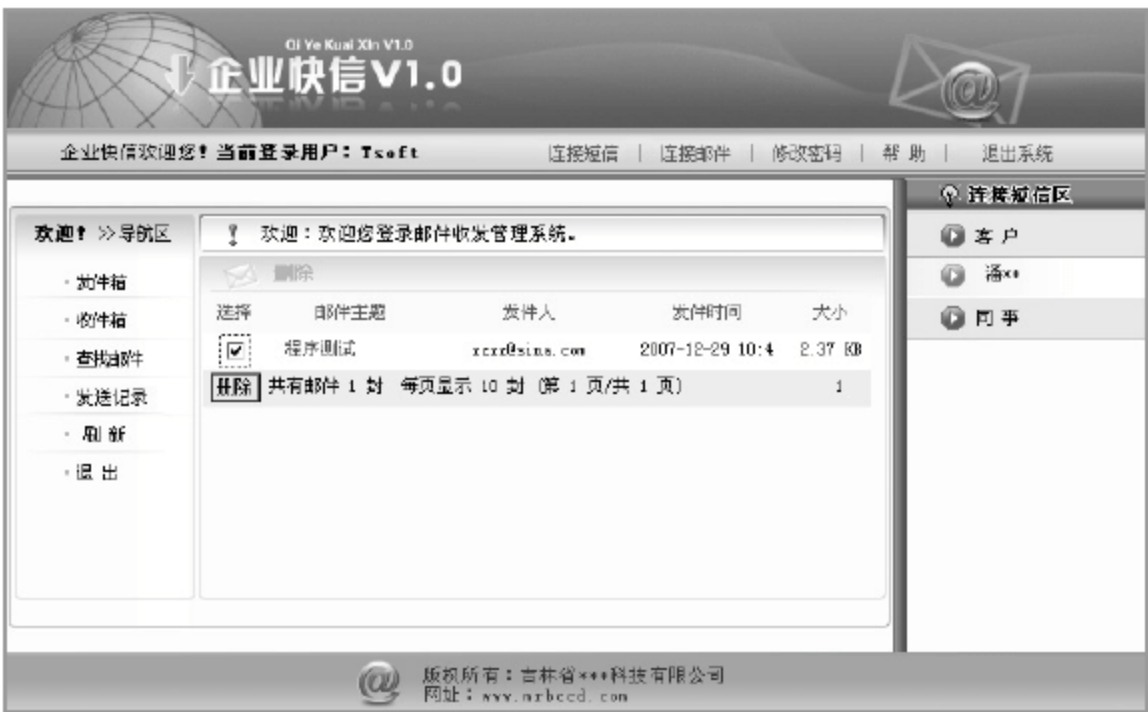 Qi Ye Kuai Xin V1.0
企业快信V1.0
企业快信欢迎您！当前登录用户：Tsoft
连接短信 | 连接邮件 | 修改密码 | 帮 助 | 退出系统
连接短信区
欢迎！ >>导航区
欢迎：欢迎您登录邮件收发管理系统。
客 户
· 发件箱
删除
潘**
· 收件箱
选择 邮件主题 发件人 发件时间 大小
同 事
· 查找邮件
程序测试 2007-12-29 10:4 2.37 KB
删除 共有邮件 1 封 每页显示 10 封 (第 1 页/共 1 页) 1
· 发送记录
· 刷 新
· 退 出
版权所有：吉林省***科技有限公司
网址：